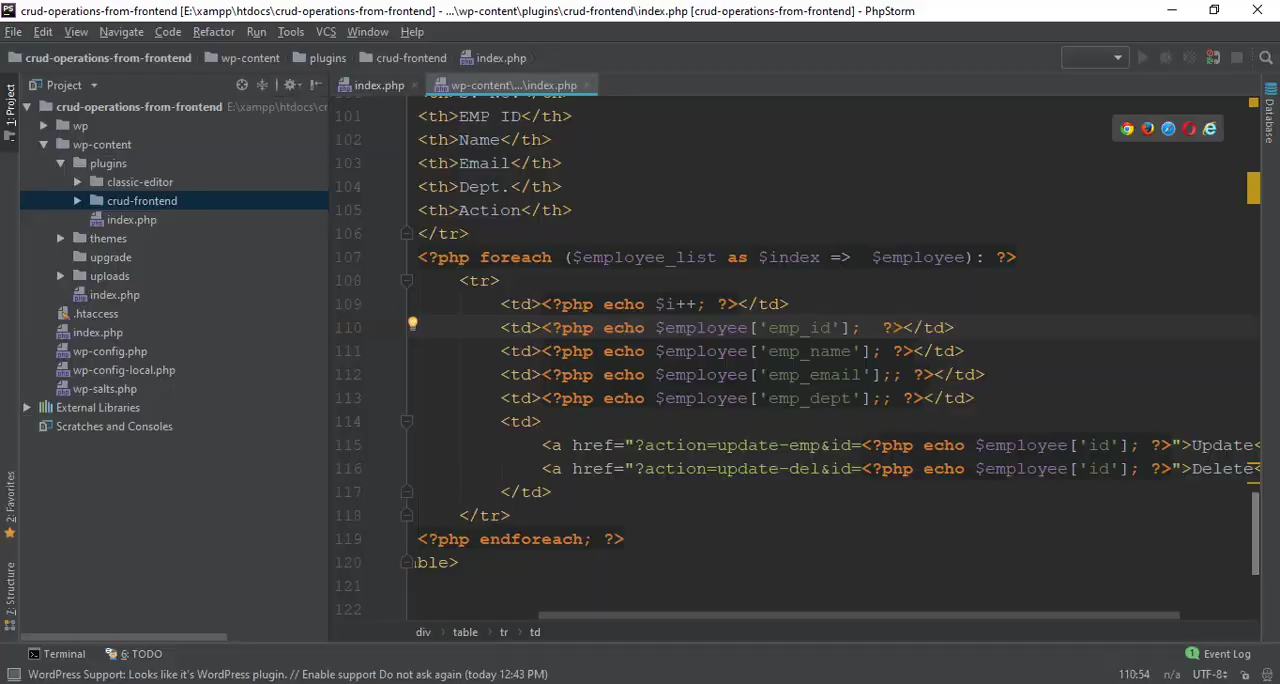 crud-operations-from-frontend [E:\xampp\htdocs\crud-operations-from-frontend] - ...\wp-content\plugins\crud-frontend\index.php [crud-operations-from-frontend] - PhpStorm
File Edit View Navigate Code Refactor Run Tools VCS Window Help
crud-operations-from-frontend wp-content plugins crud-frontend index.php
Project
index.php
wp-content\...\index.php
1: Project
2: Favorites
7: Structure
Database
crud-operations-from-frontend E:\xampp\htdocs\cr
wp
wp-content
plugins
classic-editor
crud-frontend
index.php
themes
upgrade
uploads
index.php
.htaccess
index.php
wp-config.php
wp-config-local.php
wp-salts.php
External Libraries
Scratches and Consoles
101 <th>EMP ID</th>
102 <th>Name</th>
103 <th>Email</th>
104 <th>Dept.</th>
105 <th>Action</th>
106 </tr>
107 <?php foreach ($employee_list as $index =>  $employee): ?>
108 <tr>
109 <td><?php echo $i++; ?></td>
110 <td><?php echo $employee['emp_id'];  ?></td>
111 <td><?php echo $employee['emp_name']; ?></td>
112 <td><?php echo $employee['emp_email'];; ?></td>
113 <td><?php echo $employee['emp_dept'];; ?></td>
114 <td>
115 <a href="?action=update-emp&id=<?php echo $employee['id']; ?>">Update<
116 <a href="?action=update-del&id=<?php echo $employee['id']; ?>">Delete<
117 </td>
118 </tr>
119 <?php endforeach; ?>
120 ble>
121
122
div table tr td
Terminal 6: TODO
1 Event Log
WordPress Support: Looks like it's WordPress plugin. // Enable support Do not ask again (today 12:43 PM)
110:54 n/a UTF-8